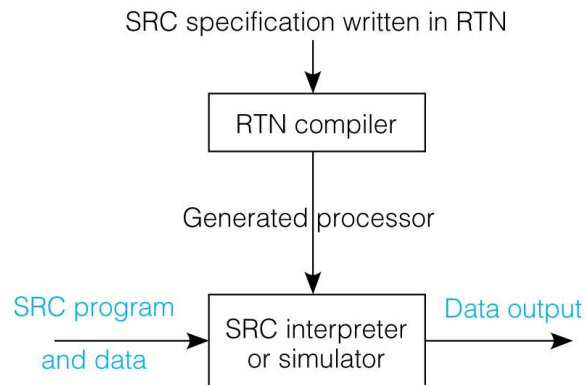 SRC specification written in RTN
RTN compiler
Generated processor
SRC program
and data
SRC interpreter
or simulator
Data output